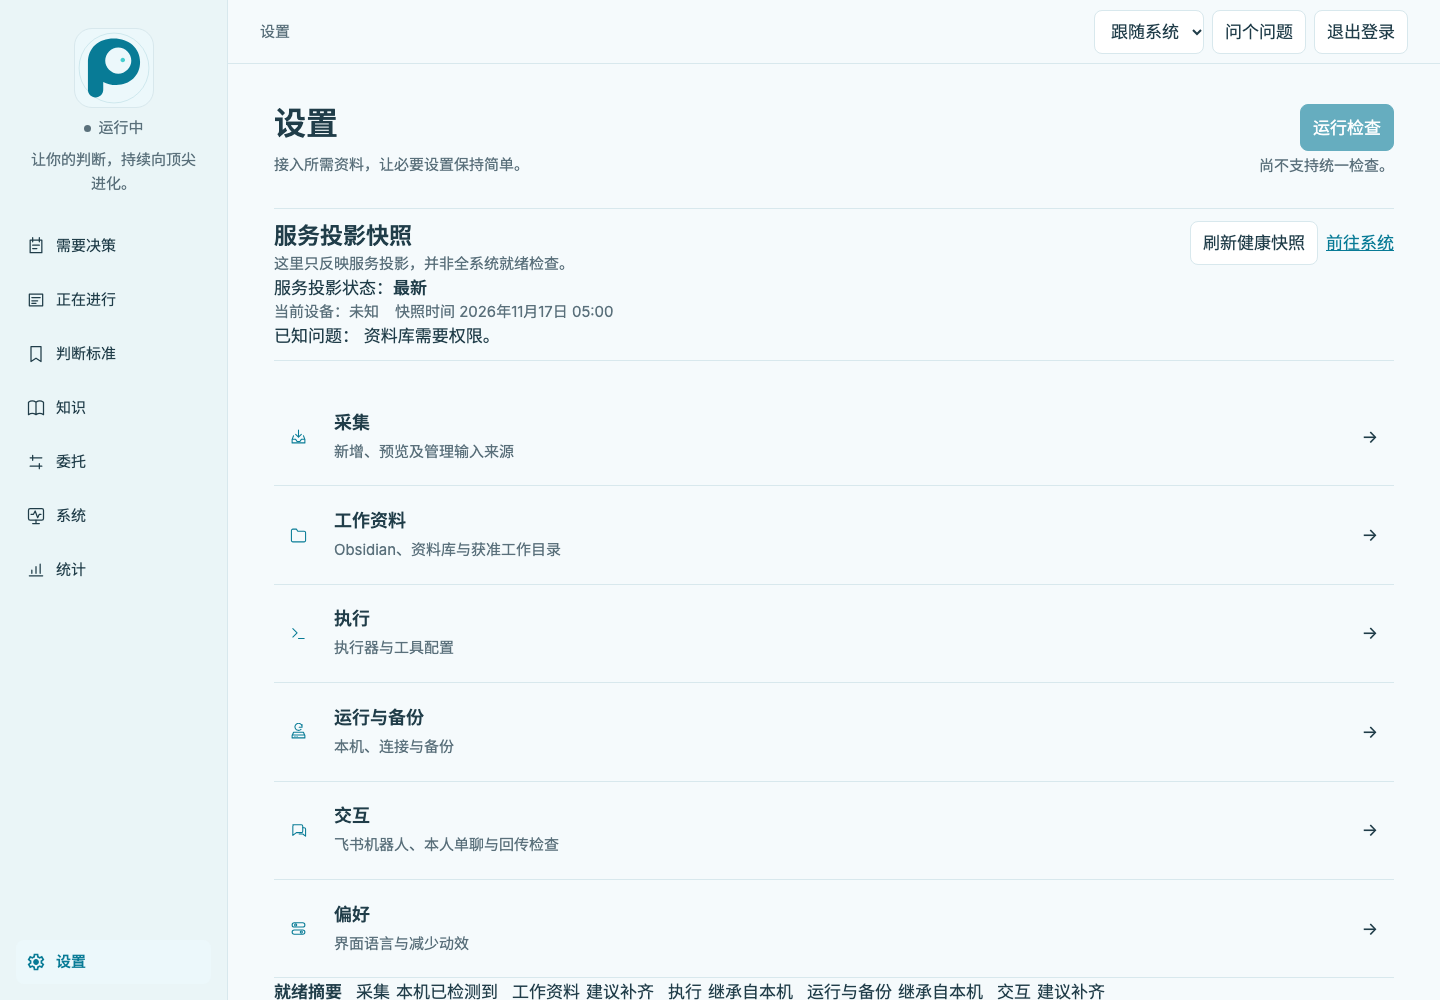 设置
跟随系统
问个问题
退出登录
运行中
让你的判断，持续向顶尖
进化。
需要决策
正在进行
判断标准
知识
委托
系统
统计
设置
设置
运行检查
接入所需资料，让必要设置保持简单。
尚不支持统一检查。
服务投影快照
刷新健康快照
前往系统
这里只反映服务投影，并非全系统就绪检查。
服务投影状态：最新
当前设备：未知 快照时间 2026年11月17日 05:00
已知问题： 资料库需要权限。
采集
新增、预览及管理输入来源
工作资料
Obsidian、资料库与获准工作目录
执行
执行器与工具配置
运行与备份
本机、连接与备份
交互
飞书机器人、本人单聊与回传检查
偏好
界面语言与减少动效
就绪摘要 采集 本机已检测到 工作资料 建议补齐 执行 继承自本机 运行与备份 继承自本机 交互 建议补齐